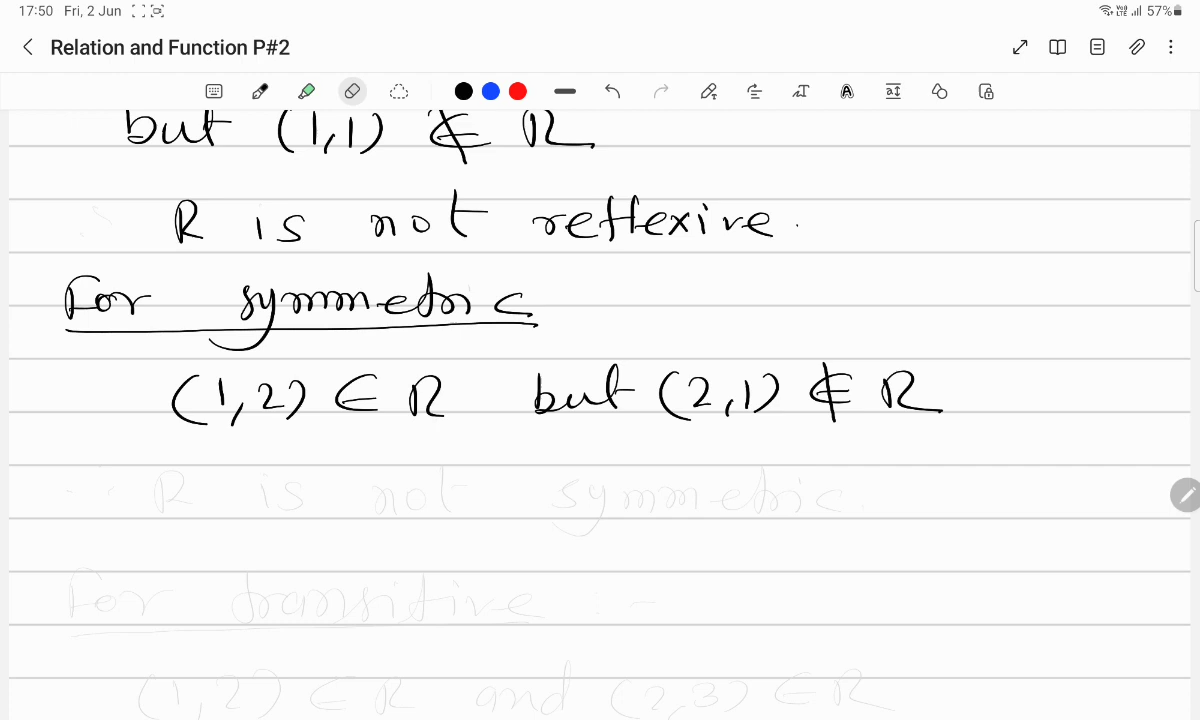 17:50 Fri, 2 Jun 57%
Relation and Function P#2
but (1,1) ∉ R
R is not reflexive.
For symmetric
(1,2) ∈ R but (2,1) ∉ R
∴ R is not symmetric.
For transitive :-
(1,2) ∈ R and (2,3) ∈ R